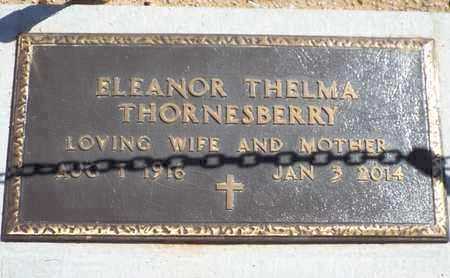 ELEANOR THELMA
THORNESBERRY
LOVING WIFE AND MOTHER
AUG 1 1916 JAN 3 2014